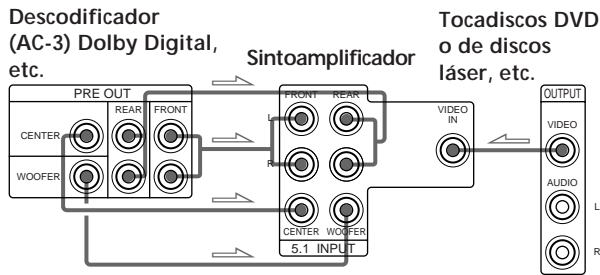 Descodificador
(AC-3) Dolby Digital,
etc.
Sintoamplificador
Tocadiscos DVD
o de discos
láser, etc.
PRE OUT
REAR FRONT
CENTER
WOOFER
FRONT REAR
L
R
CENTER WOOFER
5.1 INPUT
VIDEO
IN
OUTPUT
VIDEO
AUDIO
L
R